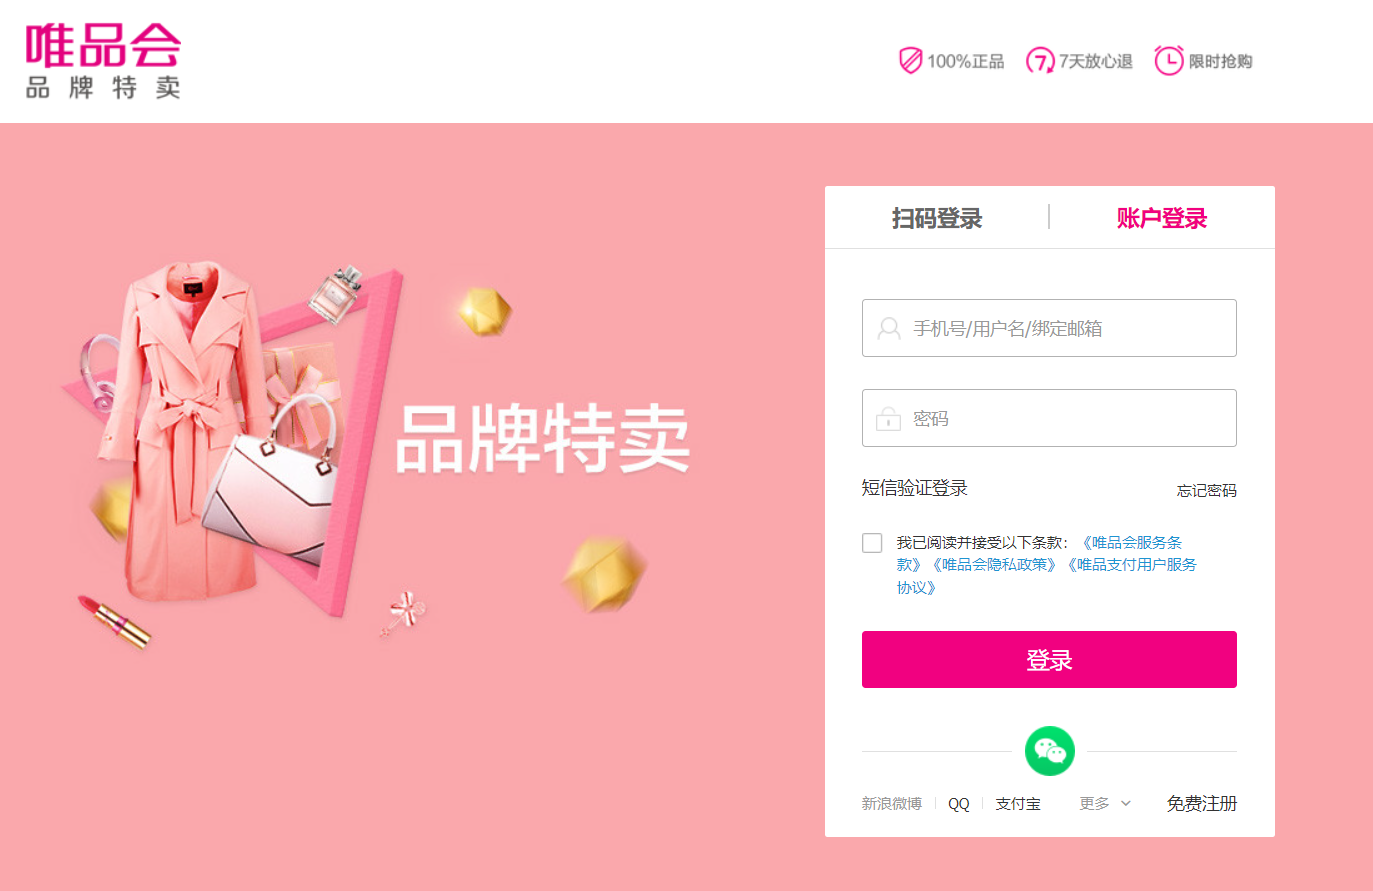 唯品会
品牌特卖
100%正品
7天放心退
限时抢购
品牌特卖
扫码登录
账户登录
手机号/用户名/绑定邮箱
密码
短信验证登录
忘记密码
我已阅读并接受以下条款：《唯品会服务条
款》《唯品会隐私政策》《唯品支付用户服务
协议》
登录
新浪微博
QQ
支付宝
更多
免费注册